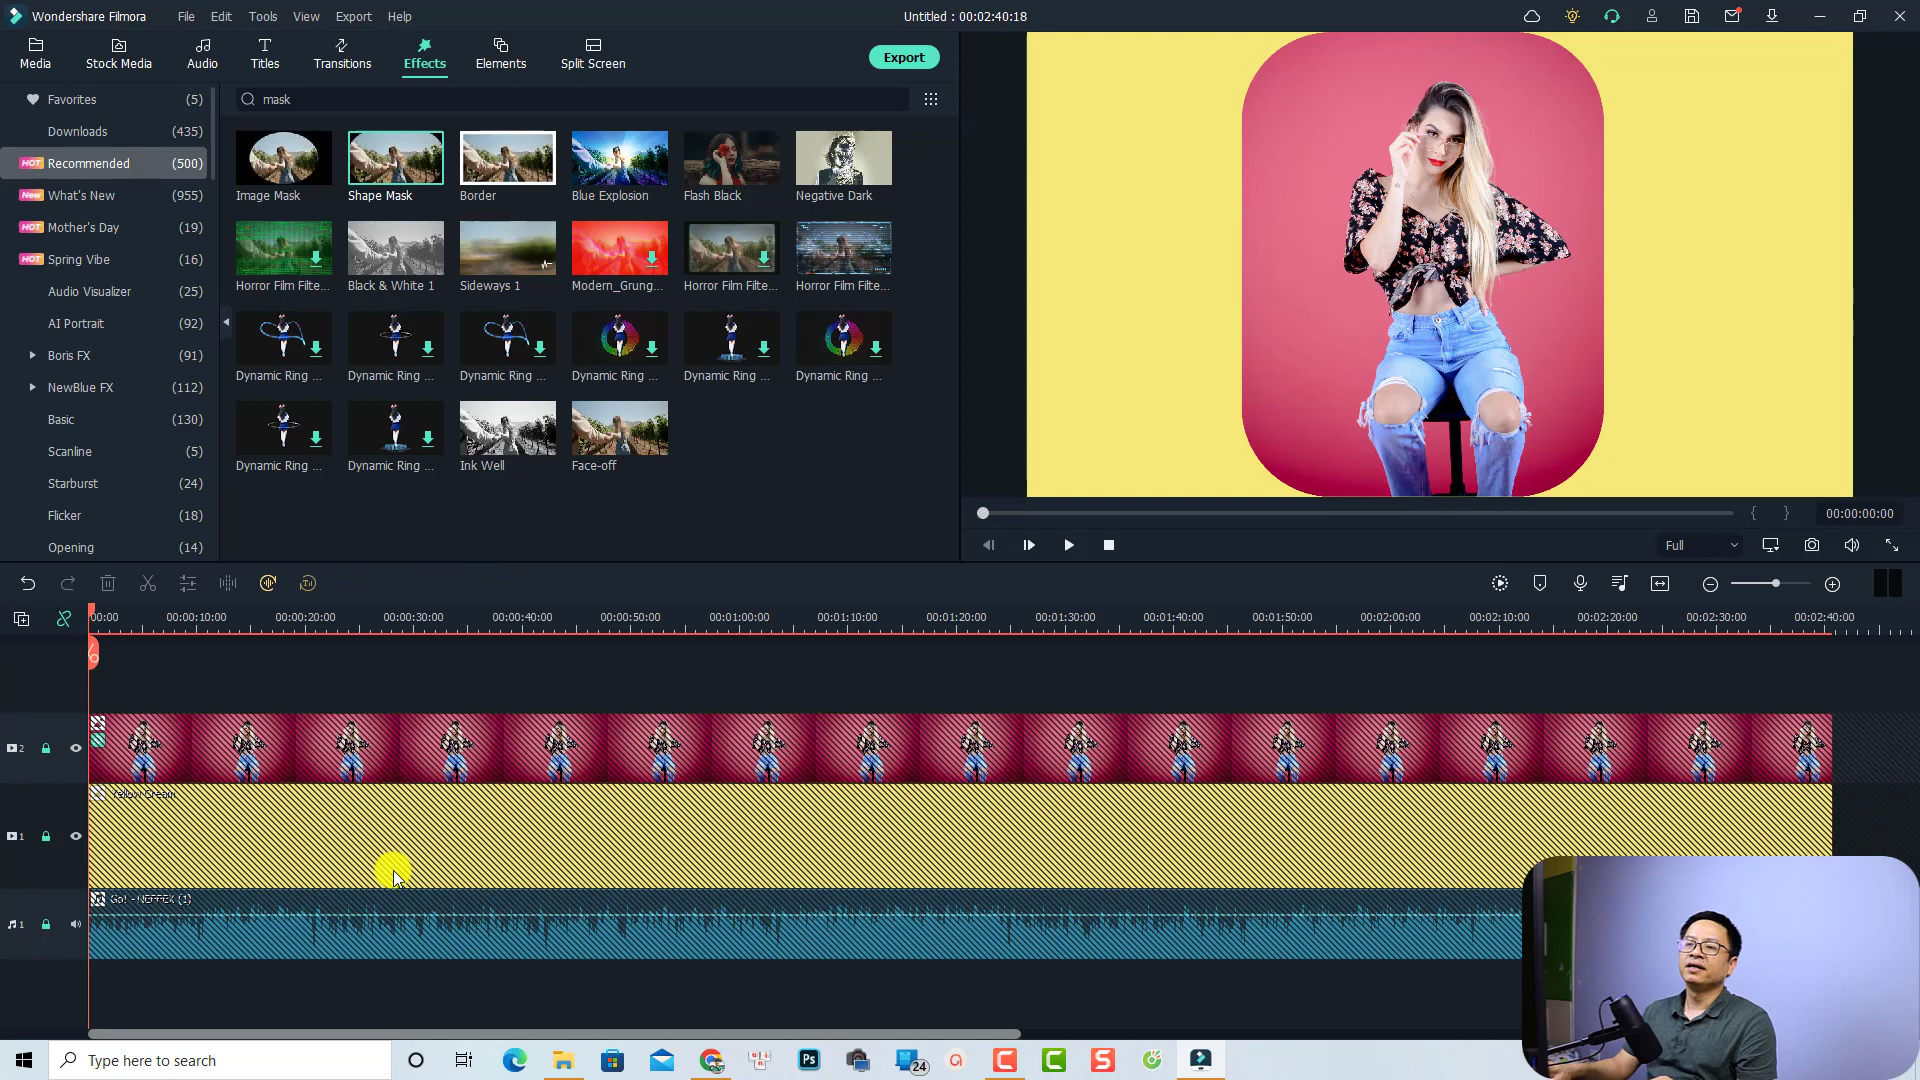 Wondershare Filmora
File
Edit
Tools
View
Export
Help
Untitled : 00:02:40:18
Media
Stock Media
Audio
Titles
Transitions
Effects
Elements
Split Screen
Export
Favorites (5)
Downloads (435)
HOT Recommended (500)
New What's New (955)
HOT Mother's Day (19)
HOT Spring Vibe (16)
Audio Visualizer (25)
AI Portrait (92)
Boris FX (91)
NewBlue FX (112)
Basic (130)
Scanline (5)
Starburst (24)
Flicker (18)
Opening (14)
mask
Image Mask
Shape Mask
Border
Blue Explosion
Flash Black
Negative Dark
Horror Film Filte...
Black & White 1
Sideways 1
Modern_Grung...
Horror Film Filte...
Horror Film Filte...
Dynamic Ring ...
Dynamic Ring ...
Dynamic Ring ...
Dynamic Ring ...
Dynamic Ring ...
Dynamic Ring ...
Dynamic Ring ...
Dynamic Ring ...
Ink Well
Face-off
{ }
00:00:00:00
Full
:00:00
00:00:10:00
00:00:20:00
00:00:30:00
00:00:40:00
00:00:50:00
00:01:00:00
00:01:10:00
00:01:20:00
00:01:30:00
00:01:40:00
00:01:50:00
00:02:00:00
00:02:10:00
00:02:20:00
00:02:30:00
00:02:40:00
2
Yellow Cream
1
Go! - NEFFEX (1)
1
Type here to search
Ps
24
C
C
S